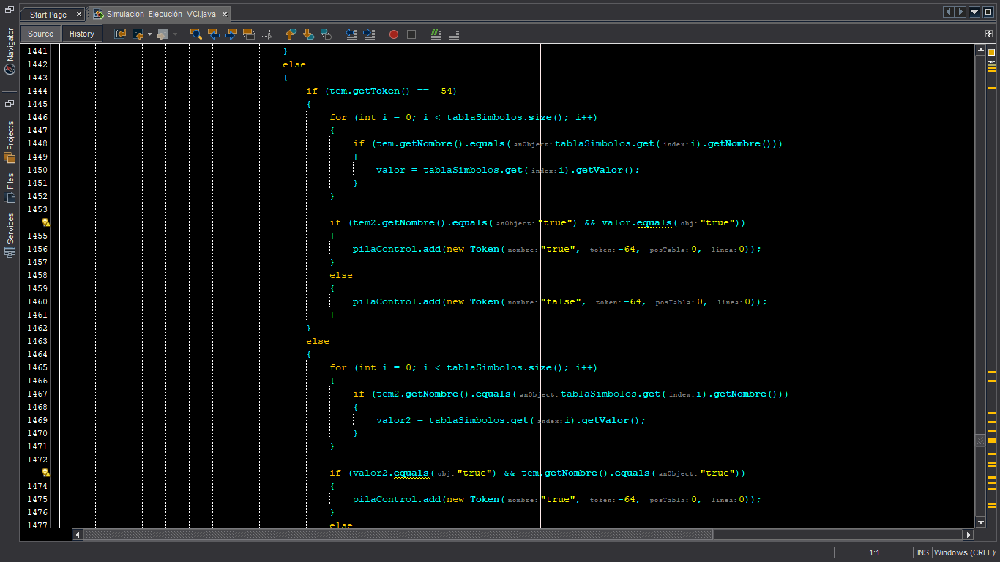 Start Page
Simulacion_Ejecución_VCI.java
Source
History
Navigator
Projects
Files
Services
1441 }
1442 else
1443 {
1444 if (tem.getToken() == -54)
1445 {
1446 for (int i = 0; i < tablaSimbolos.size(); i++)
1447 {
1448 if (tem.getNombre().equals( anObject: tablaSimbolos.get( index: i).getNombre()))
1449 {
1450 valor = tablaSimbolos.get( index: i).getValor();
1451 }
1452 }
1453
if (tem2.getNombre().equals( anObject: "true") && valor.equals( obj: "true"))
1455 {
1456 pilaControl.add(new Token( nombre: "true", token: -64, posTabla: 0, linea: 0));
1457 }
1458 else
1459 {
1460 pilaControl.add(new Token( nombre: "false", token: -64, posTabla: 0, linea: 0));
1461 }
1462 }
1463 else
1464 {
1465 for (int i = 0; i < tablaSimbolos.size(); i++)
1466 {
1467 if (tem2.getNombre().equals( anObject: tablaSimbolos.get( index: i).getNombre()))
1468 {
1469 valor2 = tablaSimbolos.get( index: i).getValor();
1470 }
1471 }
1472
if (valor2.equals( obj: "true") && tem.getNombre().equals( anObject: "true"))
1474 {
1475 pilaControl.add(new Token( nombre: "true", token: -64, posTabla: 0, linea: 0));
1476 }
1477 else
1:1
INS
Windows (CRLF)